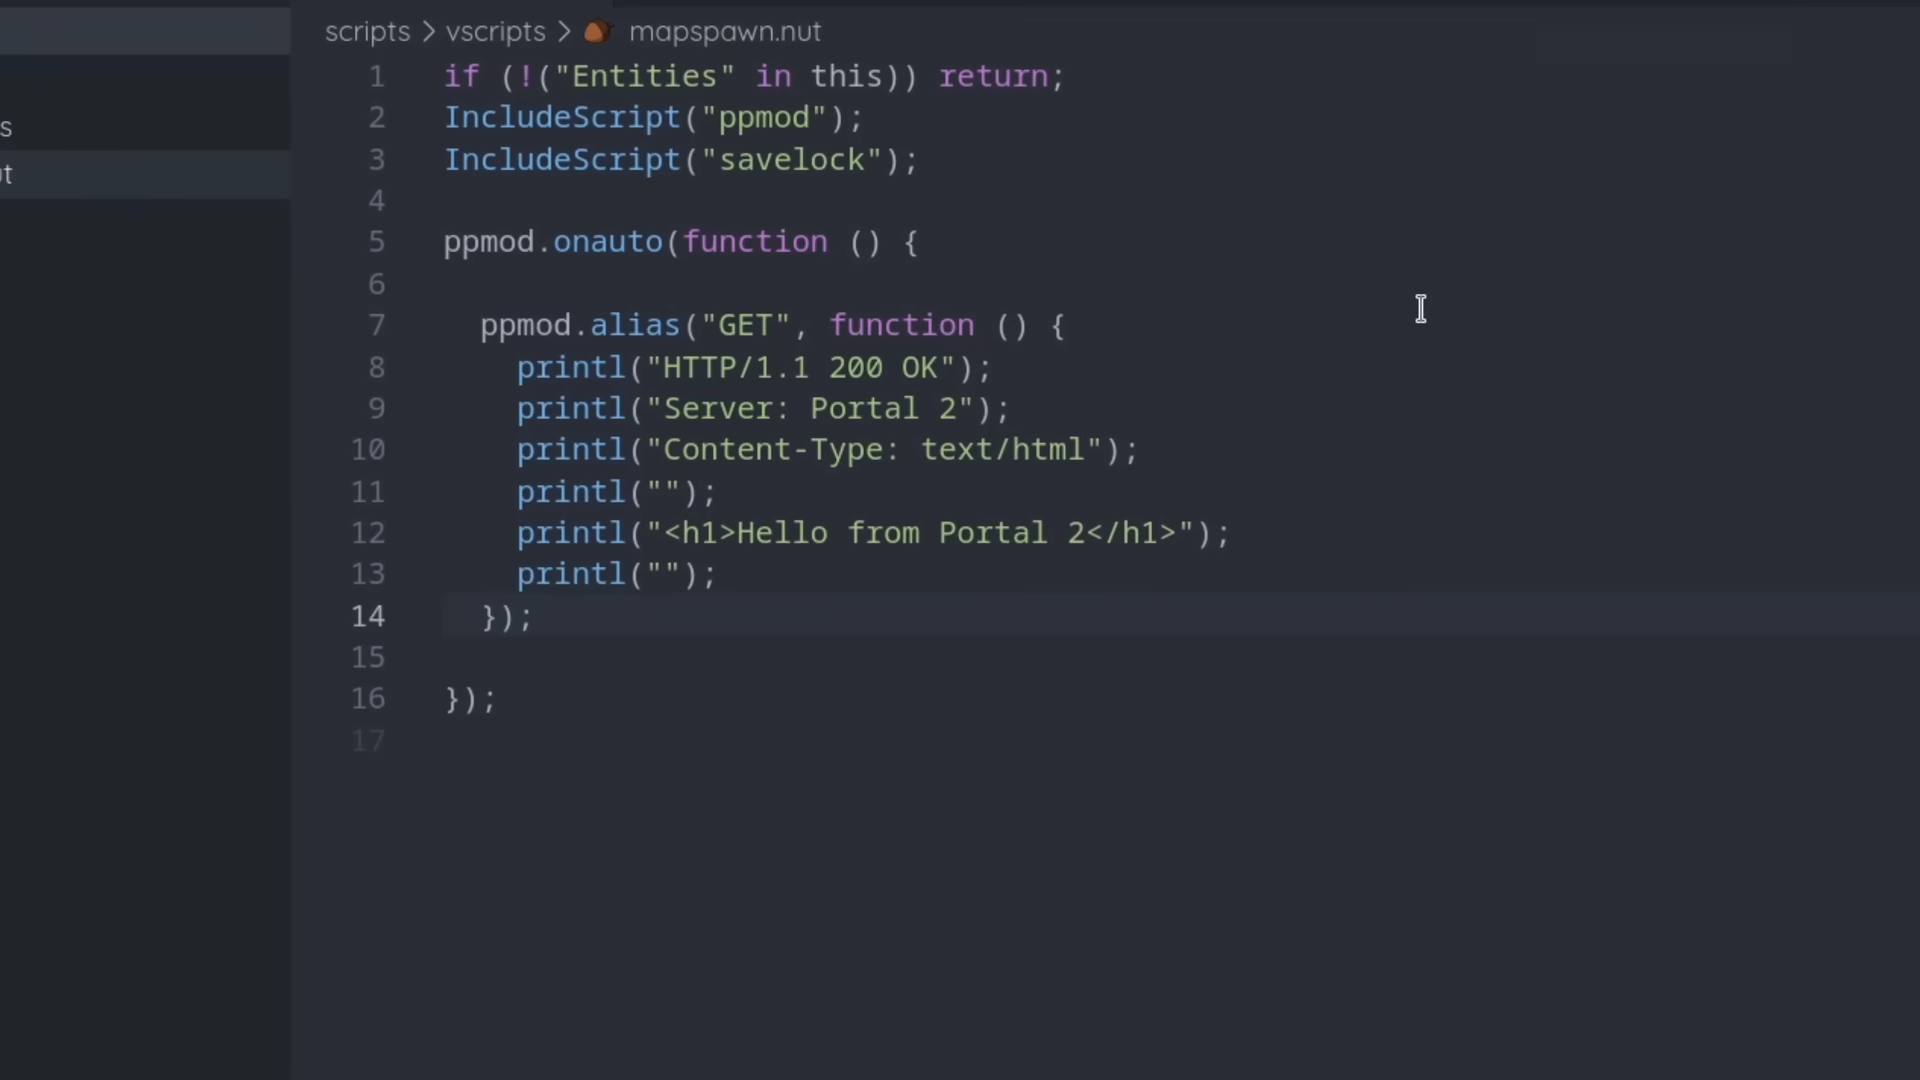 scripts > vscripts > mapspawn.nut
s
ut
1 if (!("Entities" in this)) return;
2 IncludeScript("ppmod");
3 IncludeScript("savelock");
4
5 ppmod.onauto(function () {
6
7   ppmod.alias("GET", function () {
8     printl("HTTP/1.1 200 OK");
9     printl("Server: Portal 2");
10     printl("Content-Type: text/html");
11     printl("");
12     printl("<h1>Hello from Portal 2</h1>");
13     printl("");
14   });
15
16 });
17